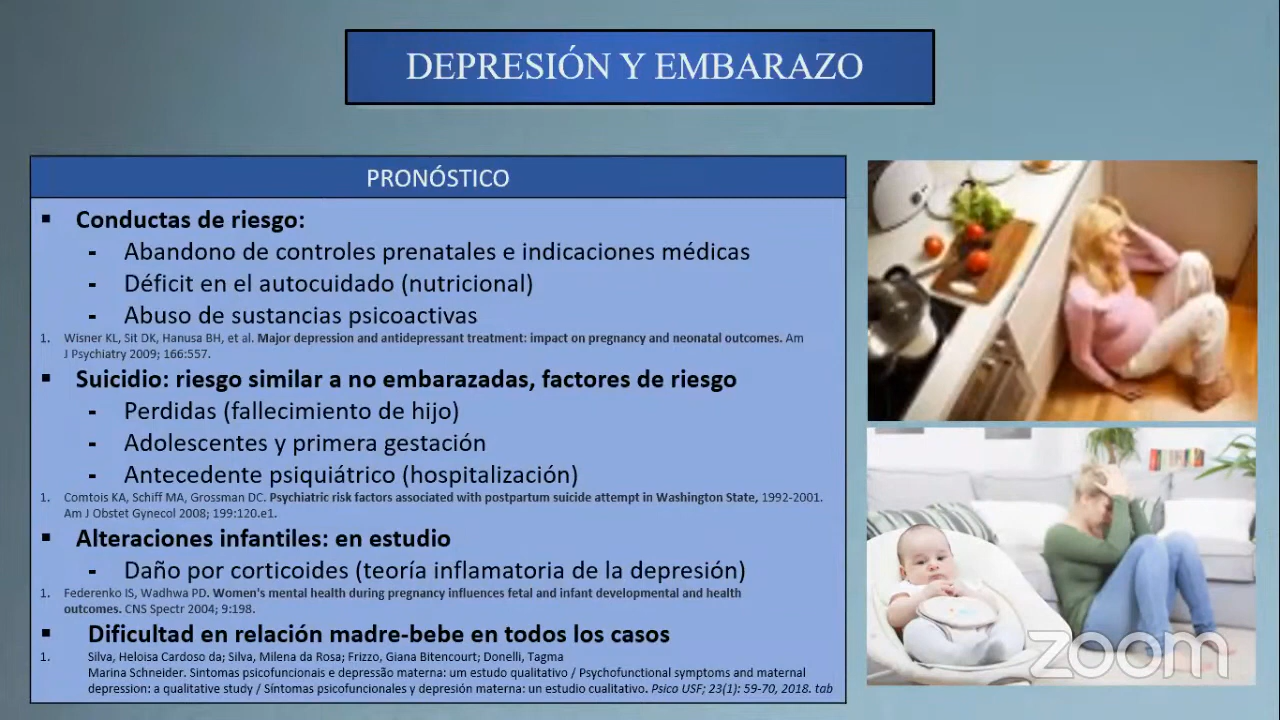 DEPRESIÓN Y EMBARAZO
PRONÓSTICO
▪ Conductas de riesgo:
- Abandono de controles prenatales e indicaciones médicas
- Déficit en el autocuidado (nutricional)
- Abuso de sustancias psicoactivas
1. Wisner KL, Sit DK, Hanusa BH, et al. Major depression and antidepressant treatment: impact on pregnancy and neonatal outcomes. Am
J Psychiatry 2009; 166:557.
▪ Suicidio: riesgo similar a no embarazadas, factores de riesgo
- Perdidas (fallecimiento de hijo)
- Adolescentes y primera gestación
- Antecedente psiquiátrico (hospitalización)
1. Comtois KA, Schiff MA, Grossman DC. Psychiatric risk factors associated with postpartum suicide attempt in Washington State, 1992-2001.
Am J Obstet Gynecol 2008; 199:120.e1.
▪ Alteraciones infantiles: en estudio
- Daño por corticoides (teoría inflamatoria de la depresión)
1. Federenko IS, Wadhwa PD. Women's mental health during pregnancy influences fetal and infant developmental and health
outcomes. CNS Spectr 2004; 9:198.
▪ Dificultad en relación madre-bebe en todos los casos
1. Silva, Heloisa Cardoso da; Silva, Milena da Rosa; Frizzo, Giana Bitencourt; Donelli, Tagma
Marina Schneider. Sintomas psicofuncionais e depressão materna: um estudo qualitativo / Psychofunctional symptoms and maternal
depression: a qualitative study / Síntomas psicofuncionales y depresión materna: un estudio cualitativo. Psico USF; 23(1): 59-70, 2018. tab
zoom